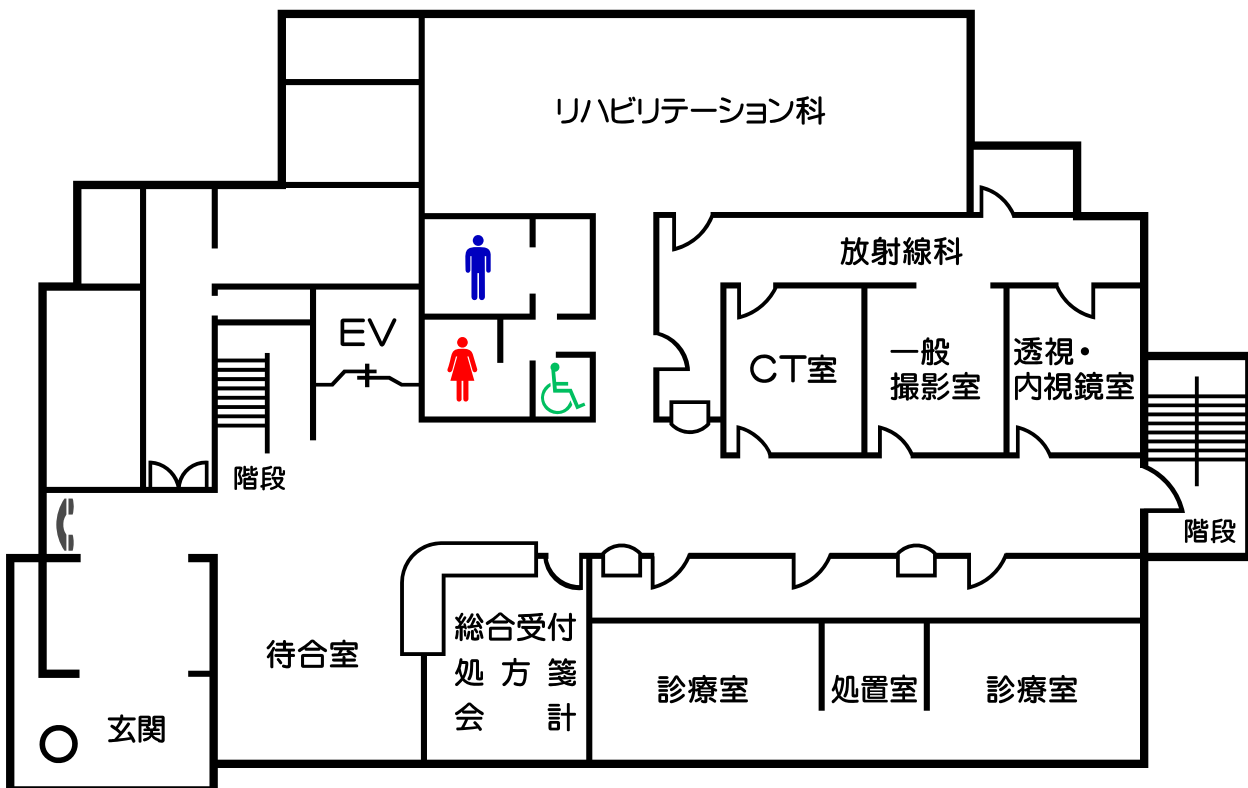 リハビリテーション科
放射線科
EV
CT室
一般
撮影室
透視・
内視鏡室
階段
階段
総合受付
処方箋
会計
待合室
診療室
処置室
診療室
玄関